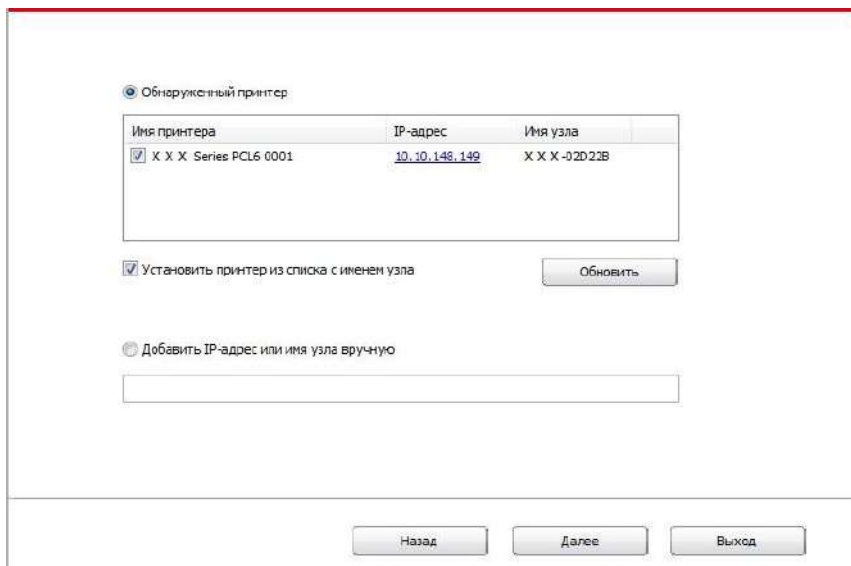 Обнаруженный принтер
Имя принтера IP-адрес Имя узла
X X X Series PCL6 0001 10.10.148.149 X X X-02D22B
Установить принтер из списка с именем узла Обновить
Добавить IP-адрес или имя узла вручную
Назад Далее Выход